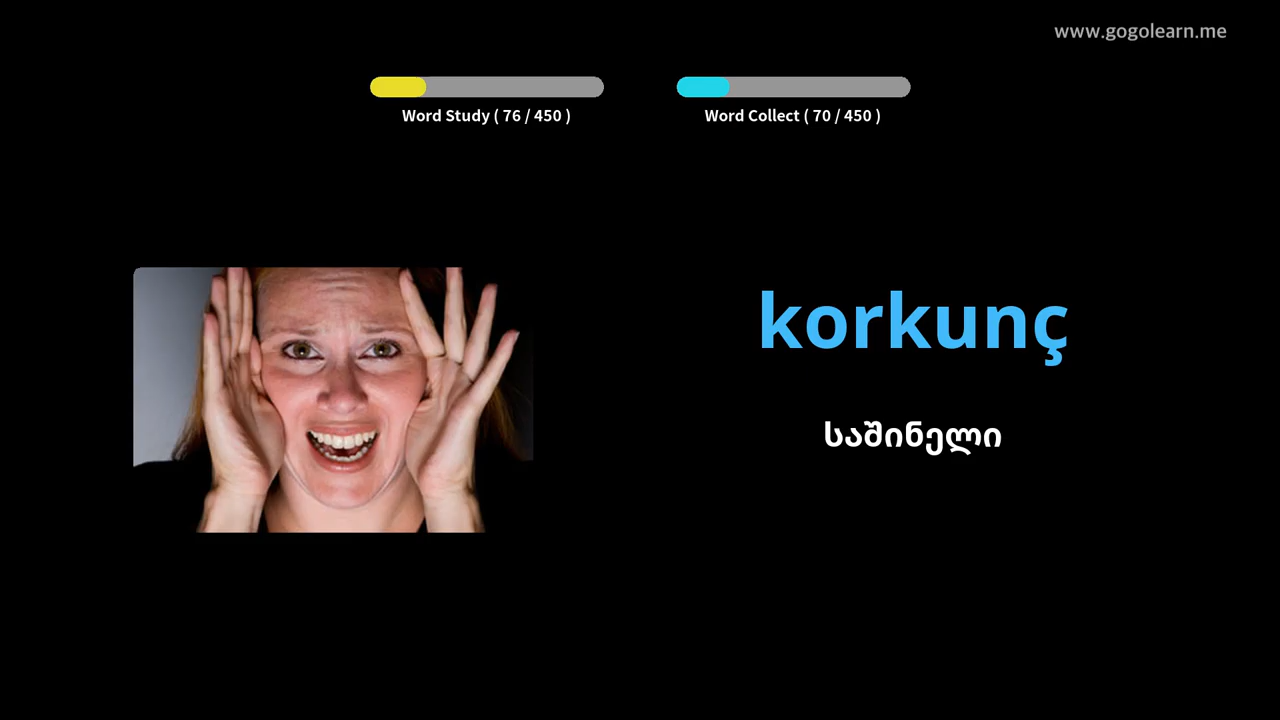 www.gogolearn.me
Word Study ( 76 / 450 )
Word Collect ( 70 / 450 )
korkunç
საშინელი